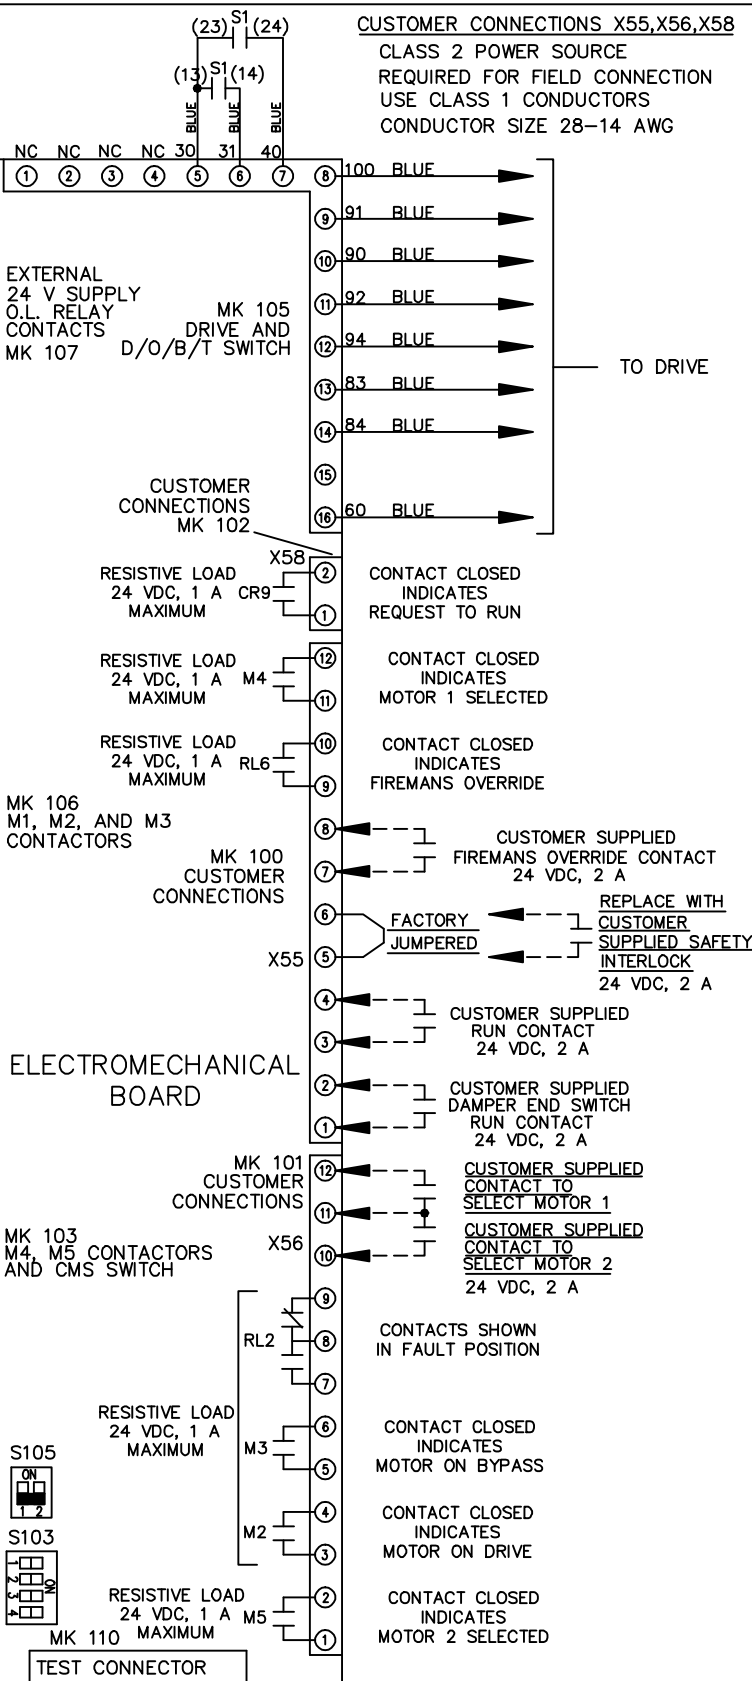 CUSTOMER CONNECTIONS X55,X56,X58
CLASS 2 POWER SOURCE
REQUIRED FOR FIELD CONNECTION
USE CLASS 1 CONDUCTORS
CONDUCTOR SIZE 28-14 AWG
S1
(23) (24)
S1
(13) (14)
BLUE BLUE BLUE
NC NC NC NC 30 31 40
1 2 3 4 5 6 7
8 100 BLUE
9 91 BLUE
10 90 BLUE
11 92 BLUE
12 94 BLUE
13 83 BLUE
14 84 BLUE
15
16 60 BLUE
TO DRIVE
EXTERNAL
24 V SUPPLY
O.L. RELAY
CONTACTS
MK 107
MK 105
DRIVE AND
D/O/B/T SWITCH
CUSTOMER
CONNECTIONS
MK 102
X58
RESISTIVE LOAD
24 VDC, 1 A
MAXIMUM
CR9
2
1
CONTACT CLOSED
INDICATES
REQUEST TO RUN
RESISTIVE LOAD
24 VDC, 1 A
MAXIMUM
M4
12
11
CONTACT CLOSED
INDICATES
MOTOR 1 SELECTED
RESISTIVE LOAD
24 VDC, 1 A
MAXIMUM
RL6
10
9
CONTACT CLOSED
INDICATES
FIREMANS OVERRIDE
MK 106
M1, M2, AND M3
CONTACTORS
MK 100
CUSTOMER
CONNECTIONS
8
7
CUSTOMER SUPPLIED
FIREMANS OVERRIDE CONTACT
24 VDC, 2 A
X55
6
5
FACTORY
JUMPERED
REPLACE WITH
CUSTOMER
SUPPLIED SAFETY
INTERLOCK
24 VDC, 2 A
4
3
CUSTOMER SUPPLIED
RUN CONTACT
24 VDC, 2 A
ELECTROMECHANICAL
BOARD
2
1
CUSTOMER SUPPLIED
DAMPER END SWITCH
RUN CONTACT
24 VDC, 2 A
MK 101
CUSTOMER
CONNECTIONS
X56
12
11
10
CUSTOMER SUPPLIED
CONTACT TO
SELECT MOTOR 1
CUSTOMER SUPPLIED
CONTACT TO
SELECT MOTOR 2
24 VDC, 2 A
MK 103
M4, M5 CONTACTORS
AND CMS SWITCH
RL2
9
8
7
CONTACTS SHOWN
IN FAULT POSITION
RESISTIVE LOAD
24 VDC, 1 A
MAXIMUM
M3
6
5
CONTACT CLOSED
INDICATES
MOTOR ON BYPASS
M2
4
3
CONTACT CLOSED
INDICATES
MOTOR ON DRIVE
S105
ON
1 2
S103
1
2
3
4
ON
RESISTIVE LOAD
24 VDC, 1 A
MAXIMUM
M5
2
1
CONTACT CLOSED
INDICATES
MOTOR 2 SELECTED
MK 110
TEST CONNECTOR